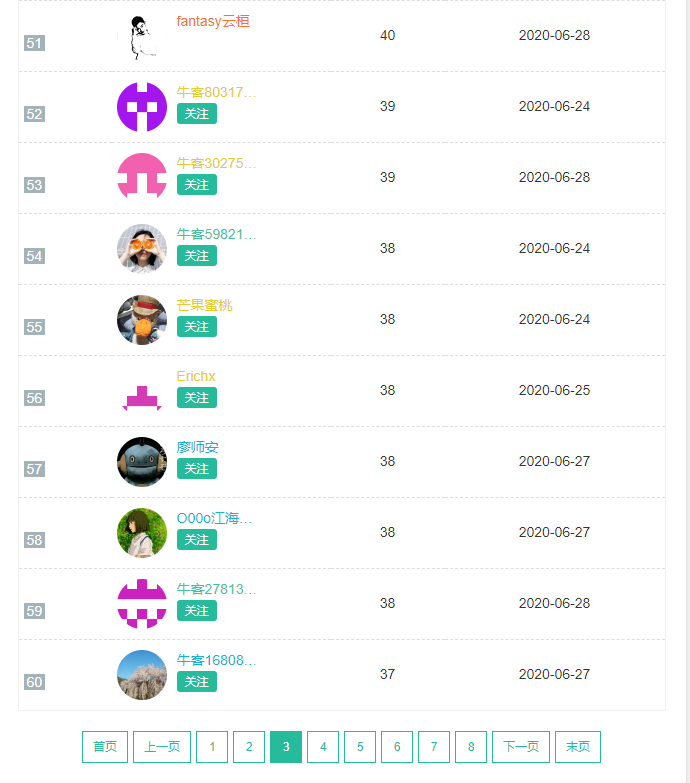 fantasy云桓
51 40 2020-06-28
牛客80317...
关注
52 39 2020-06-24
牛客30275...
关注
53 39 2020-06-28
牛客59821...
关注
54 38 2020-06-24
芒果蜜桃
关注
55 38 2020-06-24
Erichx
关注
56 38 2020-06-25
廖师安
关注
57 38 2020-06-27
O00o江海...
关注
58 38 2020-06-27
牛客27813...
关注
59 38 2020-06-28
牛客16808...
关注
60 37 2020-06-27
首页 上一页 1 2 3 4 5 6 7 8 下一页 末页